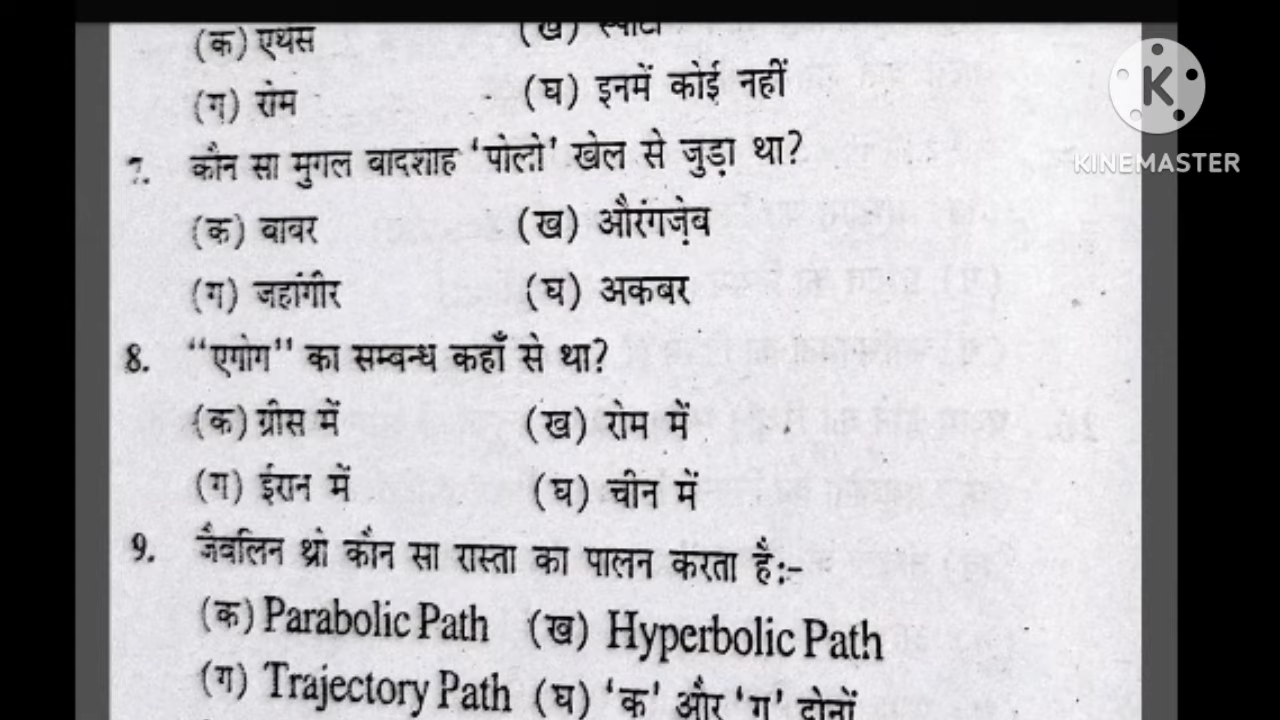 (क) एथेंस (ख) स्पार्टा
(ग) रोम (घ) इनमें कोई नहीं
7. कौन सा मुगल बादशाह 'पोलो' खेल से जुड़ा था?
(क) बाबर (ख) औरंगज़ेब
(ग) जहांगीर (घ) अकबर
8. "एगोग" का सम्बन्ध कहाँ से था?
(क) ग्रीस में (ख) रोम में
(ग) ईरान में (घ) चीन में
9. जैवलिन थ्रो कौन सा रास्ता का पालन करता है:-
(क) Parabolic Path (ख) Hyperbolic Path
(ग) Trajectory Path (घ) 'क' और 'ग' दोनों
K
KINEMASTER